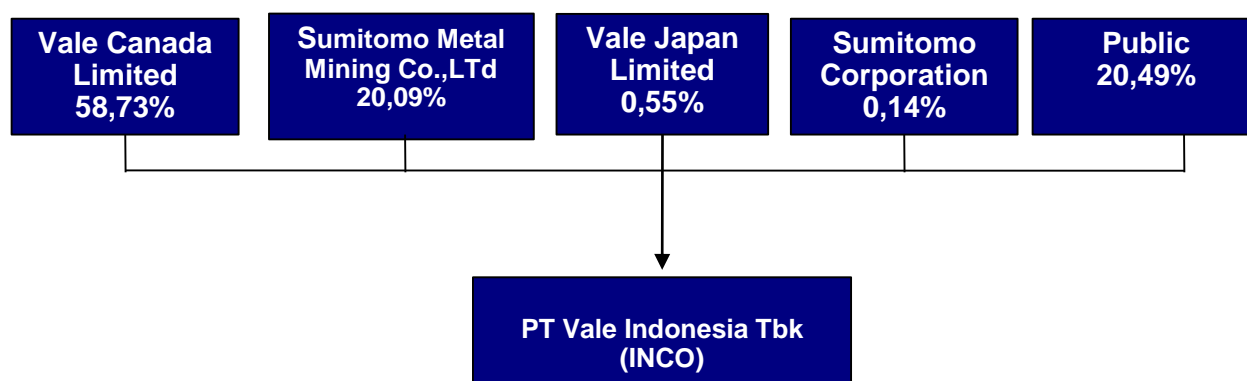 Vale Canada
Limited
58,73%
Sumitomo Metal
Mining Co.,LTd
20,09%
Vale Japan
Limited
0,55%
Sumitomo
Corporation
0,14%
Public
20,49%
PT Vale Indonesia Tbk
(INCO)